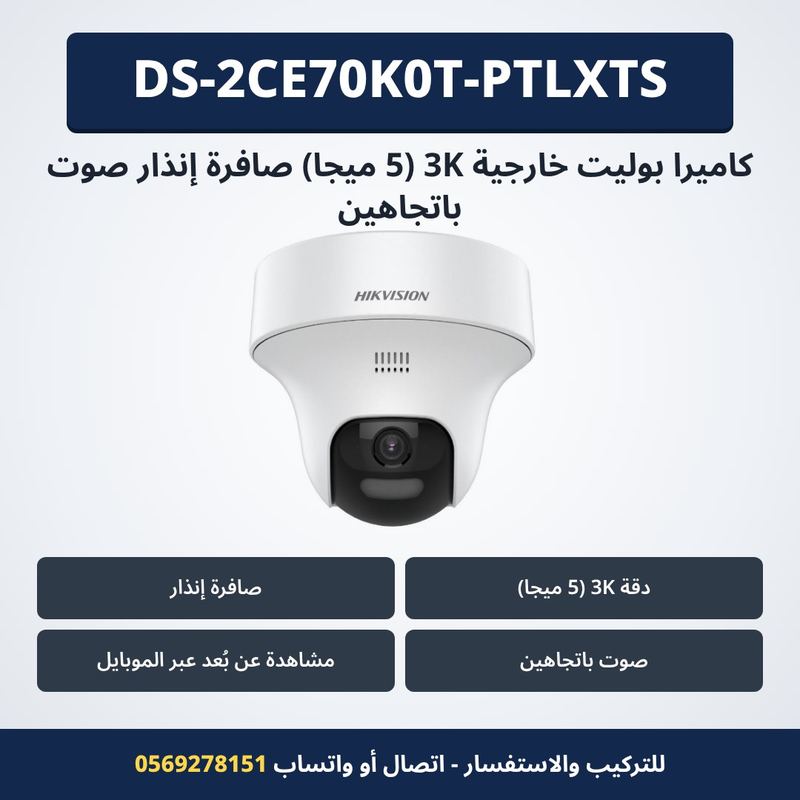 DS-2CE70K0T-PTLXTS
كاميرا بوليت خارجية 3K (5 ميجا) صافرة إنذار صوت
باتجاهين
HIKVISION
دقة 3K (5 ميجا)
صافرة إنذار
صوت باتجاهين
مشاهدة عن بُعد عبر الموبايل
للتركيب والاستفسار - اتصال أو واتساب 0569278151